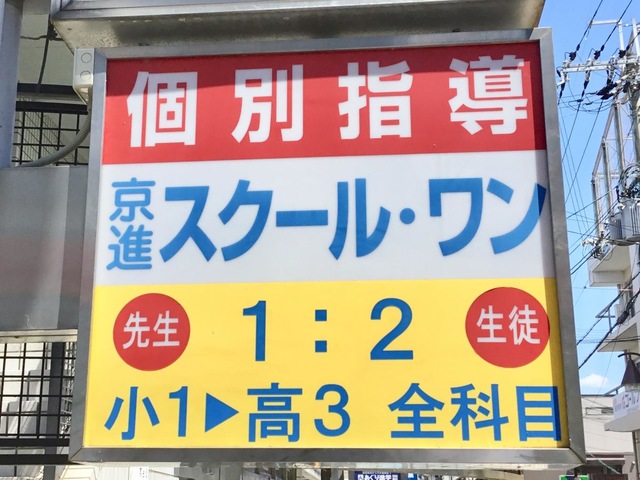 個別指導
京進スクール・ワン
先生 1:2 生徒
小1▶高3 全科目